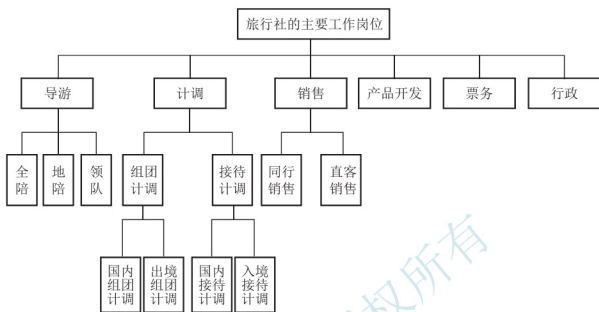 旅行社的主要工作岗位
导游
计调
销售
产品开发
票务
行政
全
陪
地
陪
领
队
组团
计调
接待
计调
同行
销售
直客
销售
国内
组团
计调
出境
组团
计调
国内
接待
计调
入境
接待
计调
权所有